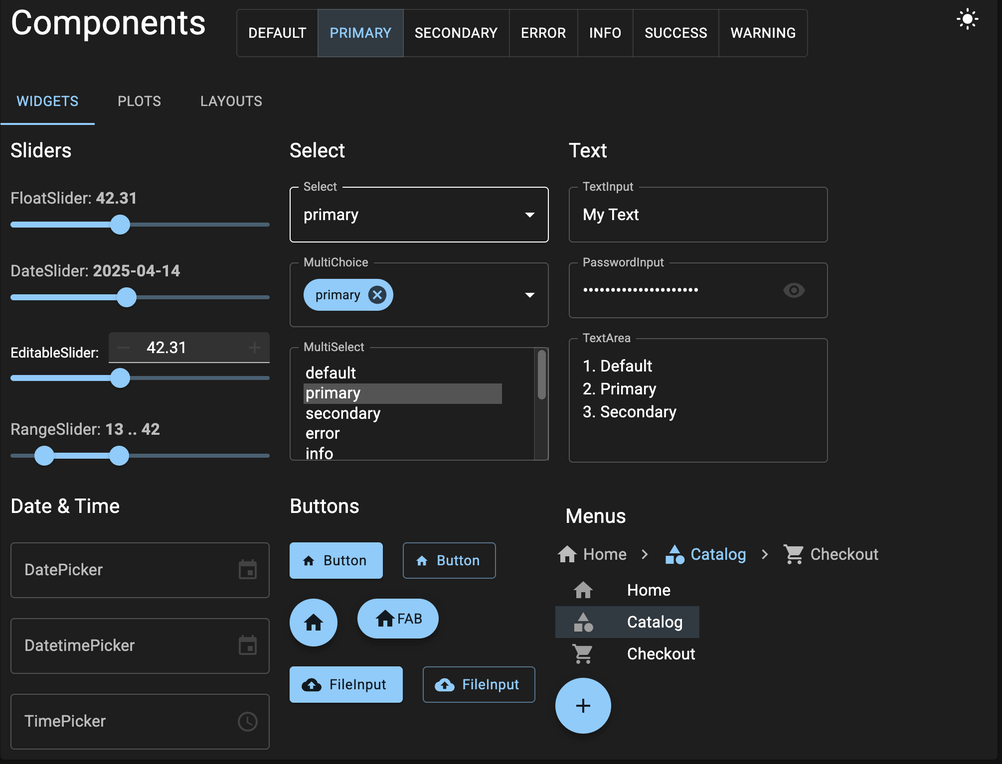 Components
DEFAULT PRIMARY SECONDARY ERROR INFO SUCCESS WARNING
WIDGETS PLOTS LAYOUTS
Sliders
FloatSlider: 42.31
DateSlider: 2025-04-14
EditableSlider: 42.31
RangeSlider: 13 .. 42
Select
Select
primary
MultiChoice
primary
MultiSelect
default
primary
secondary
error
info
Text
TextInput
My Text
PasswordInput
•••••••••••••••••••••
TextArea
1. Default
2. Primary
3. Secondary
Date & Time
DatePicker
DatetimePicker
TimePicker
Buttons
Button Button
FAB
FileInput FileInput
Menus
Home > Catalog > Checkout
Home
Catalog
Checkout
+